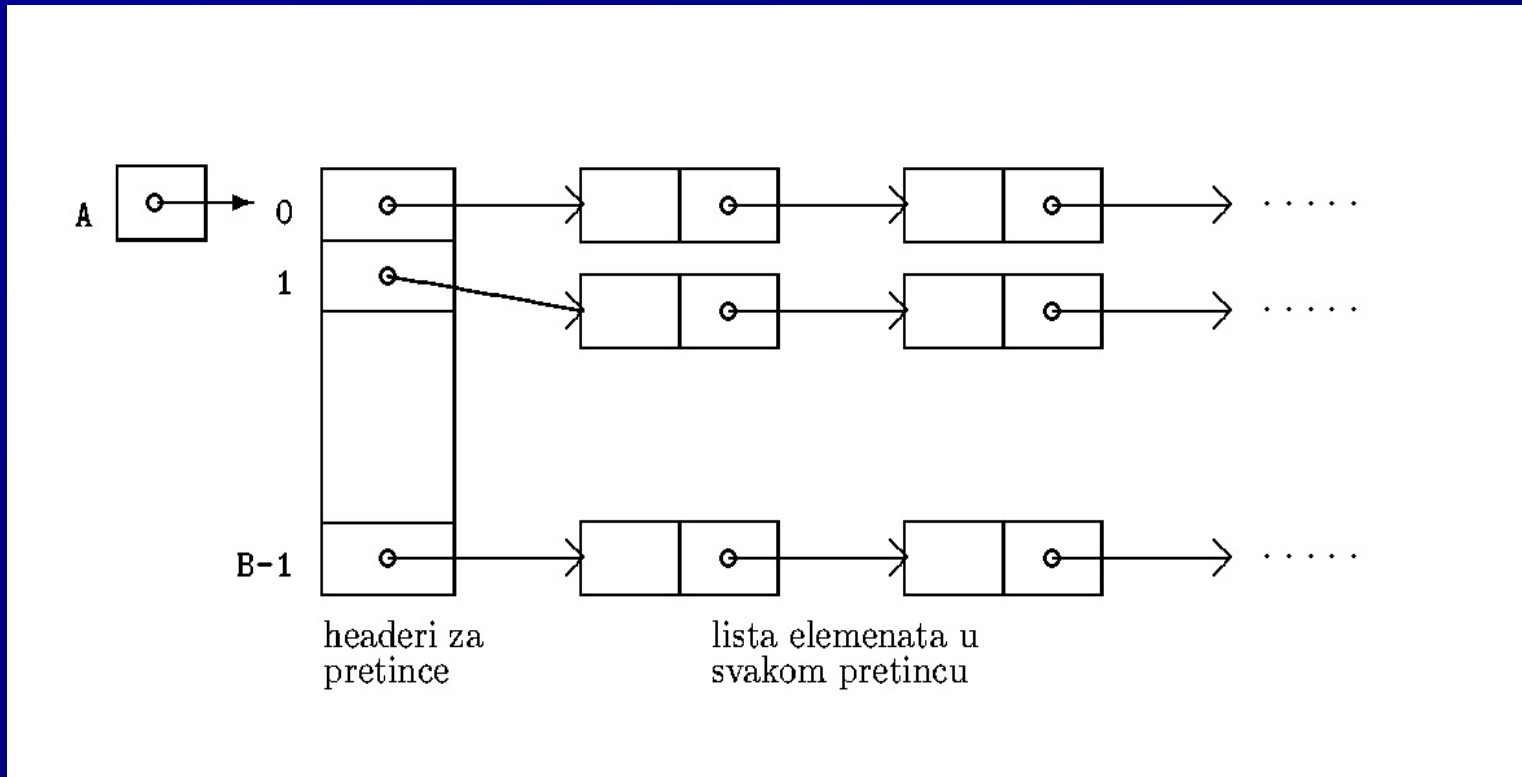 A
0
1
B-1
headeri za
pretince
lista elemenata u
svakom pretincu